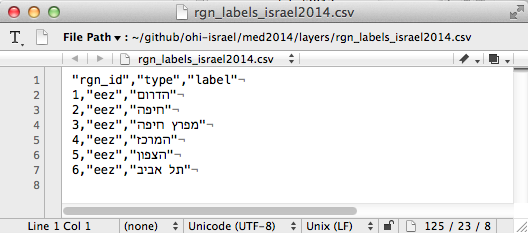 rgn_labels_israel2014.csv
File Path ▾ : ~/github/ohi-israel/med2014/layers/rgn_labels_israel2014.csv
rgn_labels_israel2014.csv
1 "rgn_id","type","label"¬
2 1,"eez","הדרום"¬
3 2,"eez","חיפה"¬
4 3,"eez","מפרץ חיפה"¬
5 4,"eez","המרכז"¬
6 5,"eez","הצפון"¬
7 6,"eez","תל אביב"¬
8
Line 1 Col 1 (none) Unicode (UTF-8) Unix (LF) 125 / 23 / 8